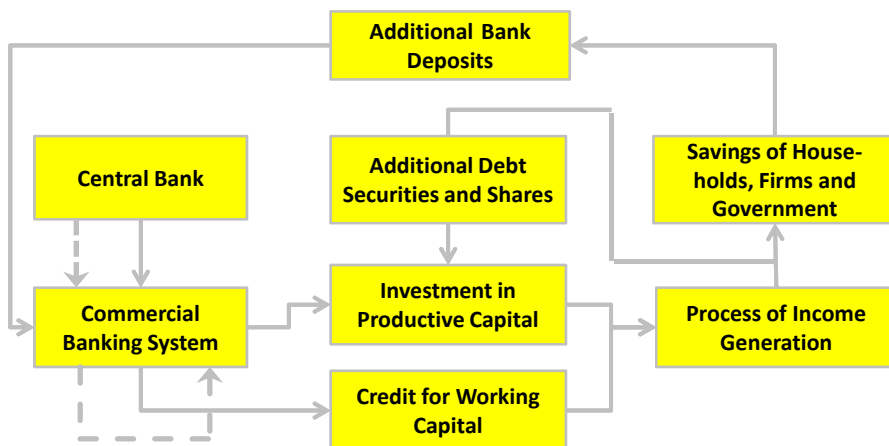 Additional Bank
Deposits
Central Bank
Additional Debt
Securities and Shares
Savings of House-
holds, Firms and
Government
Commercial
Banking System
Investment in
Productive Capital
Process of Income
Generation
Credit for Working
Capital